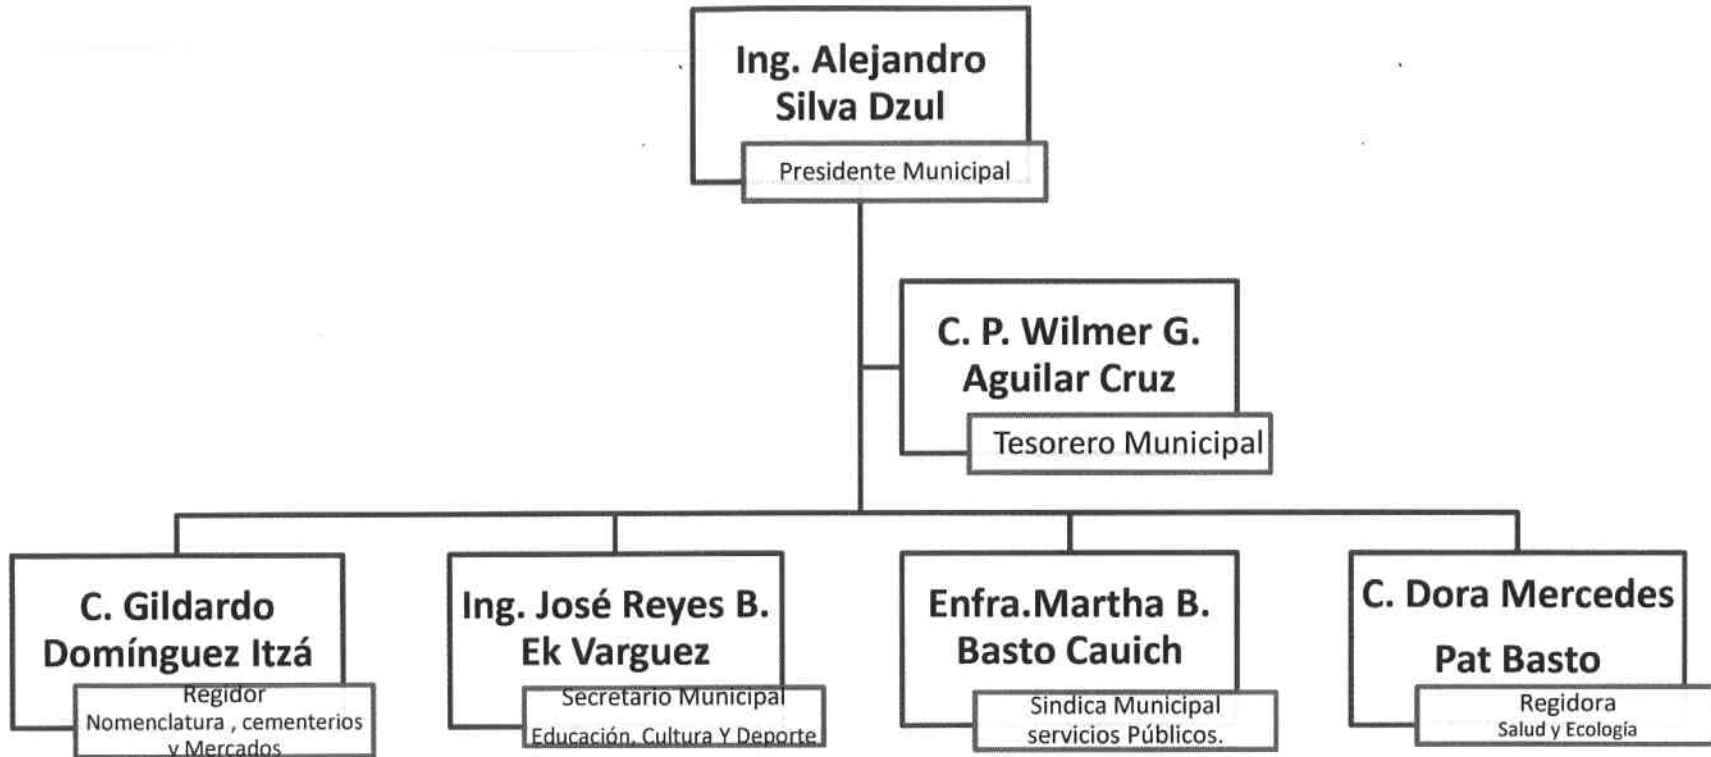 Ing. Alejandro
Silva Dzul
Presidente Municipal
C. P. Wilmer G.
Aguilar Cruz
Tesorero Municipal
C. Gildardo
Domínguez Itzá
Regidor
Nomenclatura , cementerios
y Mercados
Ing. José Reyes B.
Ek Varguez
Secretario Municipal
Educación, Cultura Y Deporte
Enfra.Martha B.
Basto Cauich
Sindica Municipal
servicios Públicos.
C. Dora Mercedes
Pat Basto
Regidora
Salud y Ecología